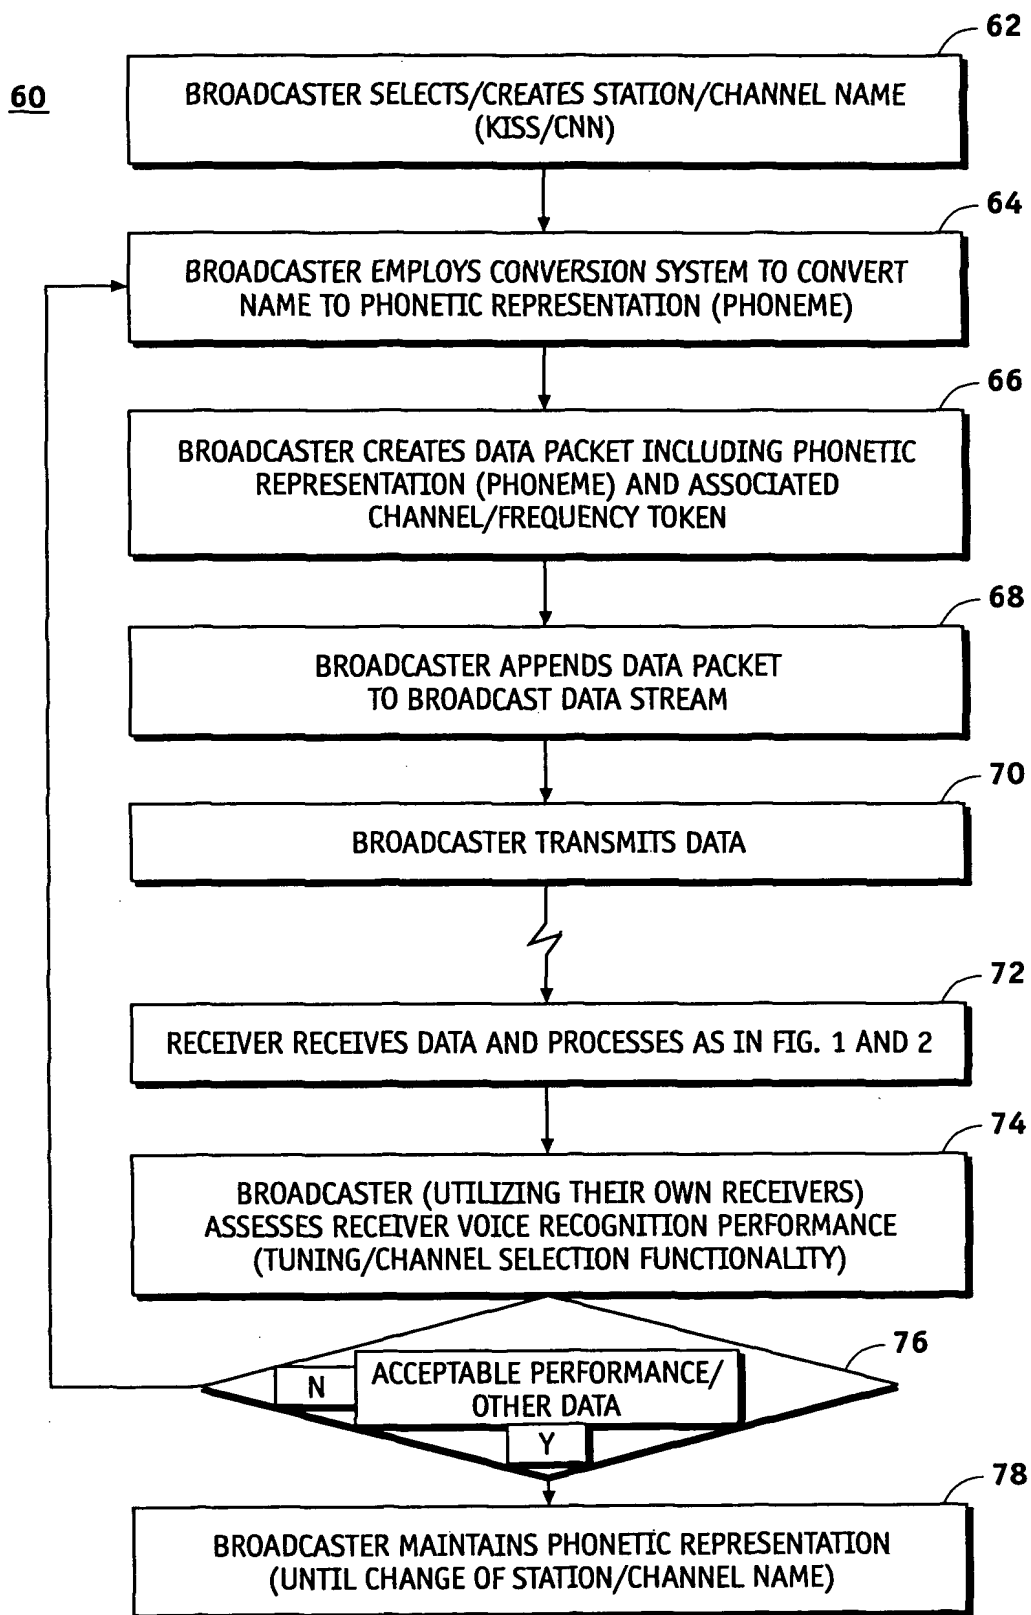 62
60
BROADCASTER SELECTS/CREATES STATION/CHANNEL NAME
(KISS/CNN)
64
BROADCASTER EMPLOYS CONVERSION SYSTEM TO CONVERT
NAME TO PHONETIC REPRESENTATION (PHONEME)
66
BROADCASTER CREATES DATA PACKET INCLUDING PHONETIC
REPRESENTATION (PHONEME) AND ASSOCIATED
CHANNEL/FREQUENCY TOKEN
68
BROADCASTER APPENDS DATA PACKET
TO BROADCAST DATA STREAM
70
BROADCASTER TRANSMITS DATA
72
RECEIVER RECEIVES DATA AND PROCESSES AS IN FIG. 1 AND 2
74
BROADCASTER (UTILIZING THEIR OWN RECEIVERS)
ASSESSES RECEIVER VOICE RECOGNITION PERFORMANCE
(TUNING/CHANNEL SELECTION FUNCTIONALITY)
76
N
ACCEPTABLE PERFORMANCE/
OTHER DATA
Y
78
BROADCASTER MAINTAINS PHONETIC REPRESENTATION
(UNTIL CHANGE OF STATION/CHANNEL NAME)